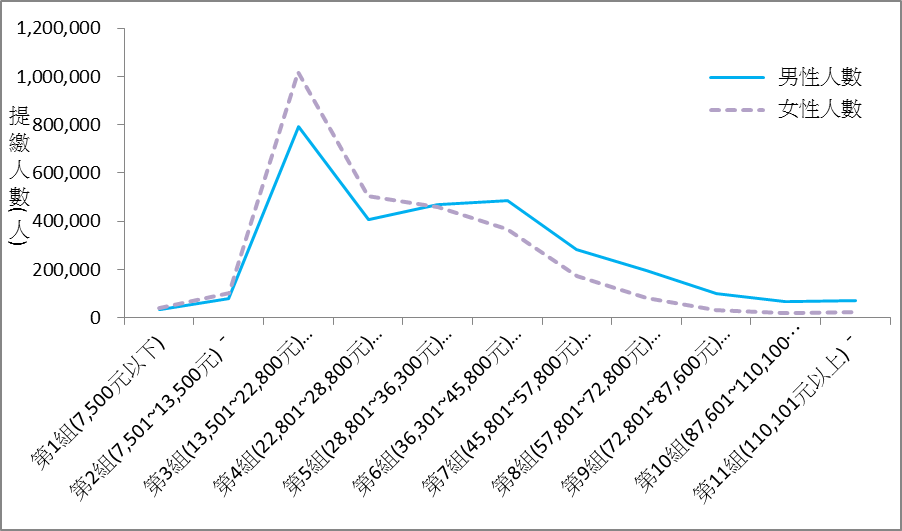 1,200,000
1,000,000
800,000
600,000
400,000
200,000
0
提繳人數(人)
男性人數
女性人數
第1組(7,500元以下)
第2組(7,501~13,500元) -
第3組(13,501~22,800元)…
第4組(22,801~28,800元)…
第5組(28,801~36,300元)…
第6組(36,301~45,800元)…
第7組(45,801~57,800元)…
第8組(57,801~72,800元)…
第9組(72,801~87,600元)…
第10組(87,601~110,100…
第11組(110,101元以上) -